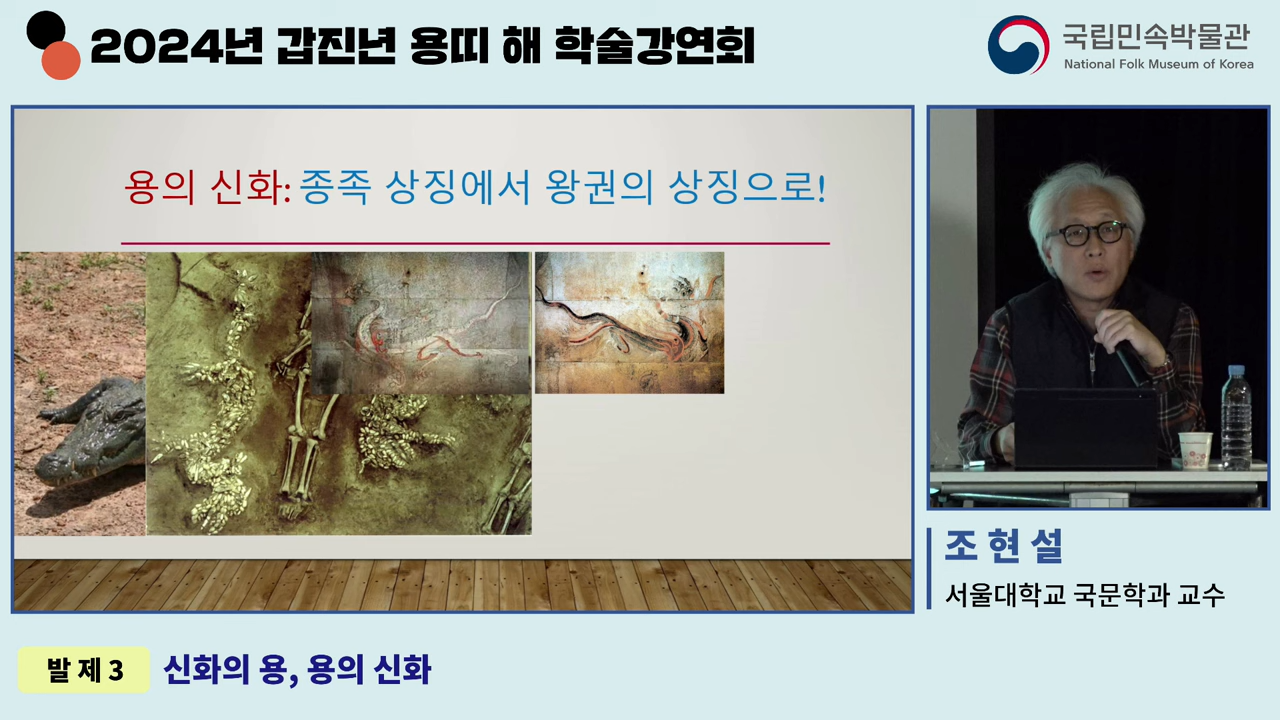 2024년 갑진년 용띠 해 학술강연회
국립민속박물관
National Folk Museum of Korea
용의 신화: 종족 상징에서 왕권의 상징으로!
조현설
서울대학교 국문학과 교수
발 제 3
신화의 용, 용의 신화